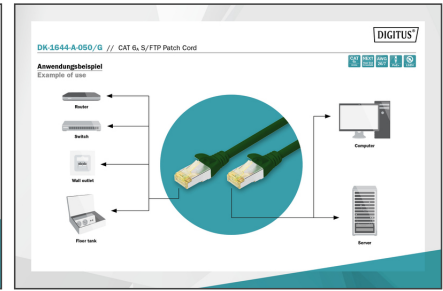 DIGITUS®
DK-1644-A-050/G // CAT 6A S/FTP Patch Cord
Anwendungsbeispiel
Example of use
Router
Switch
Wall outlet
Floor tank
Computer
Server